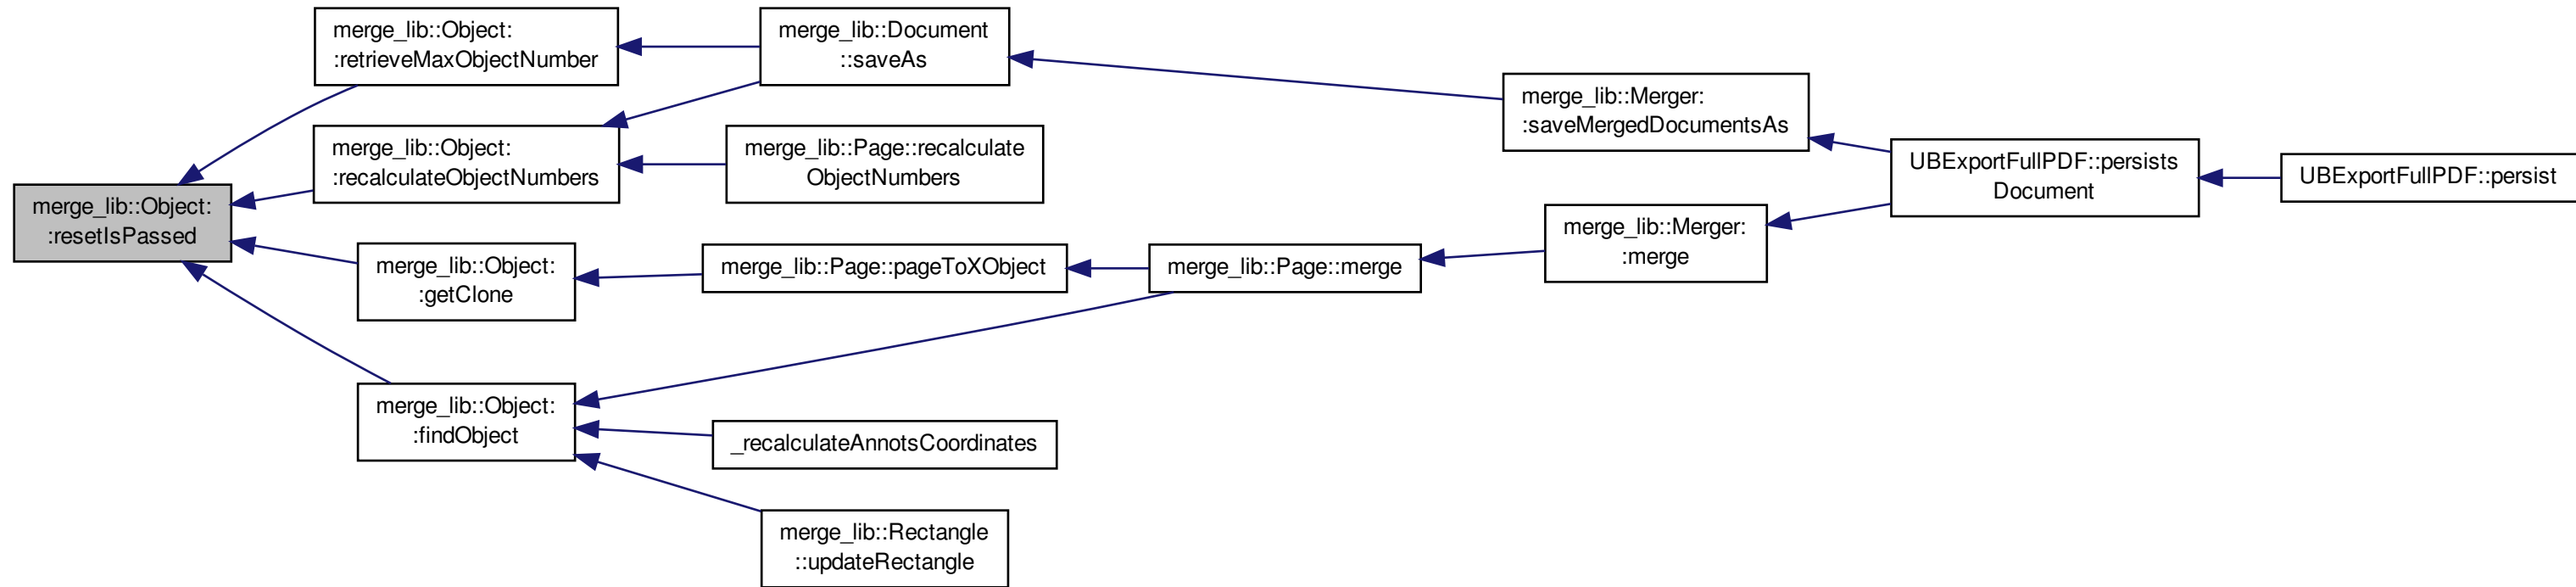 merge_lib::Object:
:resetIsPassed
merge_lib::Object:
:retrieveMaxObjectNumber
merge_lib::Document
::saveAs
merge_lib::Merger:
:saveMergedDocumentsAs
UBExportFullPDF::persists
Document
UBExportFullPDF::persist
merge_lib::Object:
:recalculateObjectNumbers
merge_lib::Page::recalculate
ObjectNumbers
merge_lib::Object:
:getClone
merge_lib::Page::pageToXObject
merge_lib::Page::merge
merge_lib::Merger:
:merge
merge_lib::Object:
:findObject
_recalculateAnnotsCoordinates
merge_lib::Rectangle
::updateRectangle